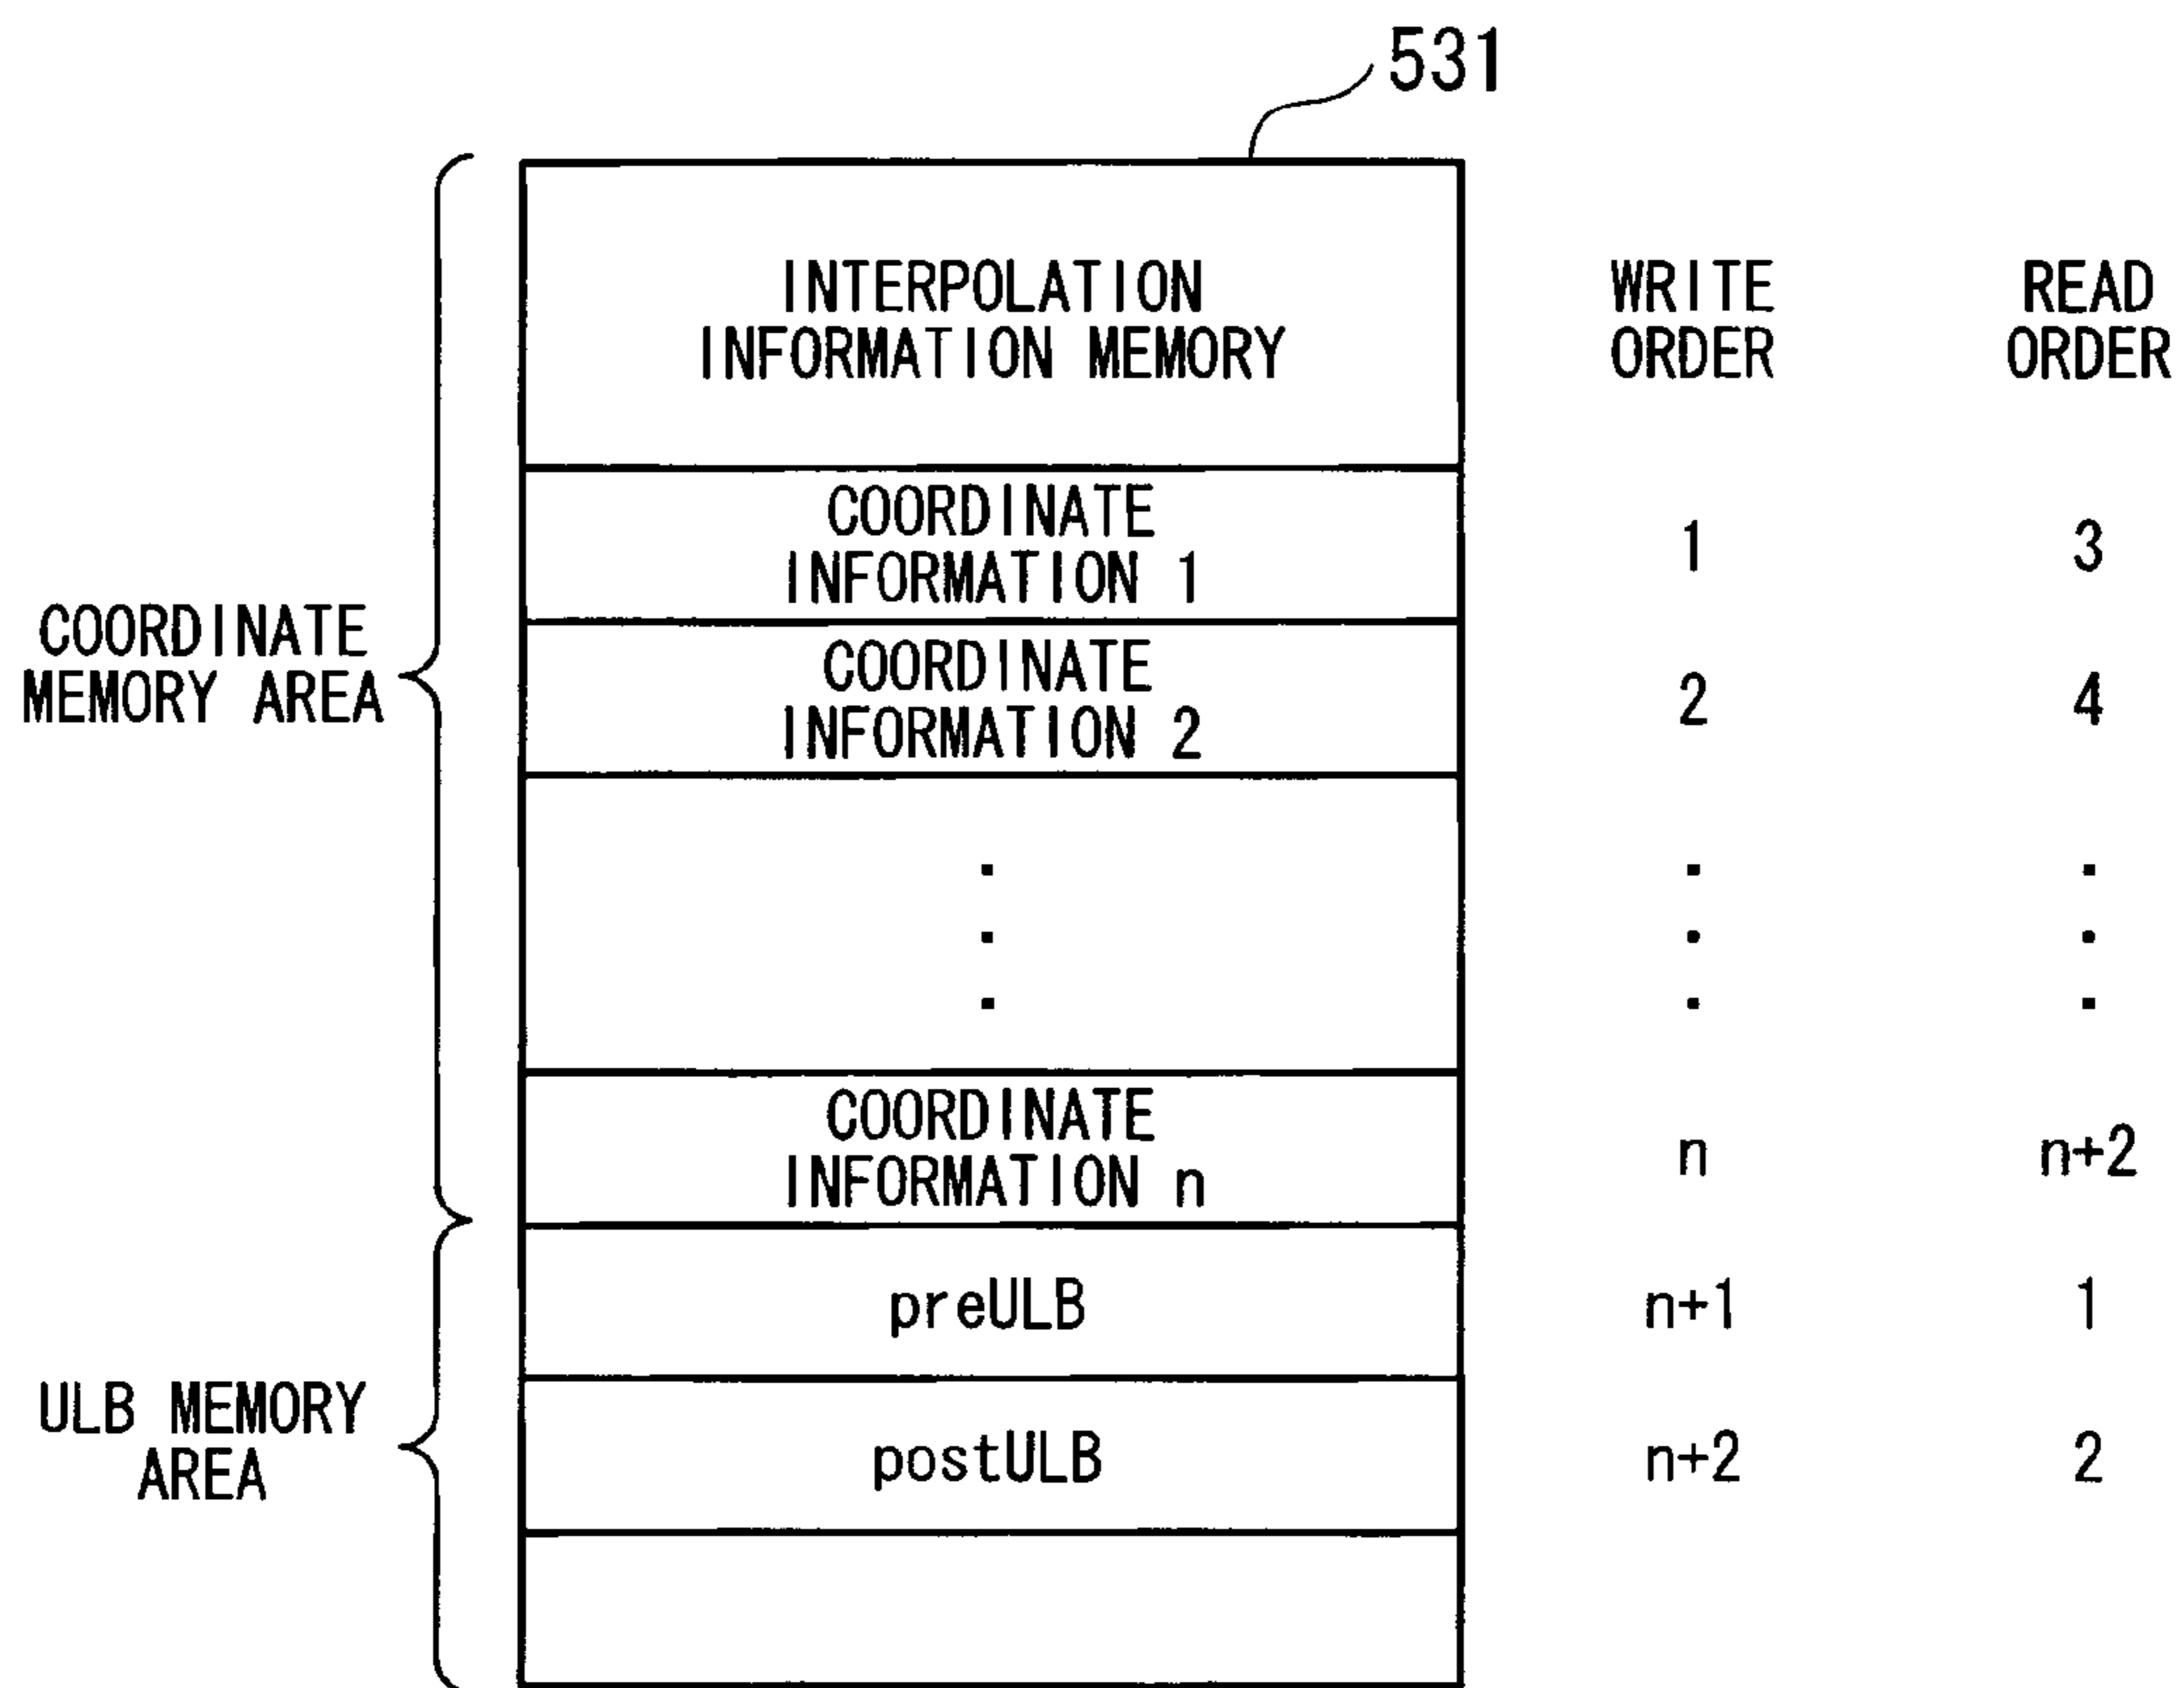 531
INTERPOLATION
INFORMATION MEMORY
WRITE
ORDER
READ
ORDER
COORDINATE
INFORMATION 1
1
3
COORDINATE
MEMORY AREA
COORDINATE
INFORMATION 2
2
4
.
.
.
.
.
.
.
.
.
COORDINATE
INFORMATION n
n
n+2
preULB
n+1
1
ULB MEMORY
AREA
postULB
n+2
2